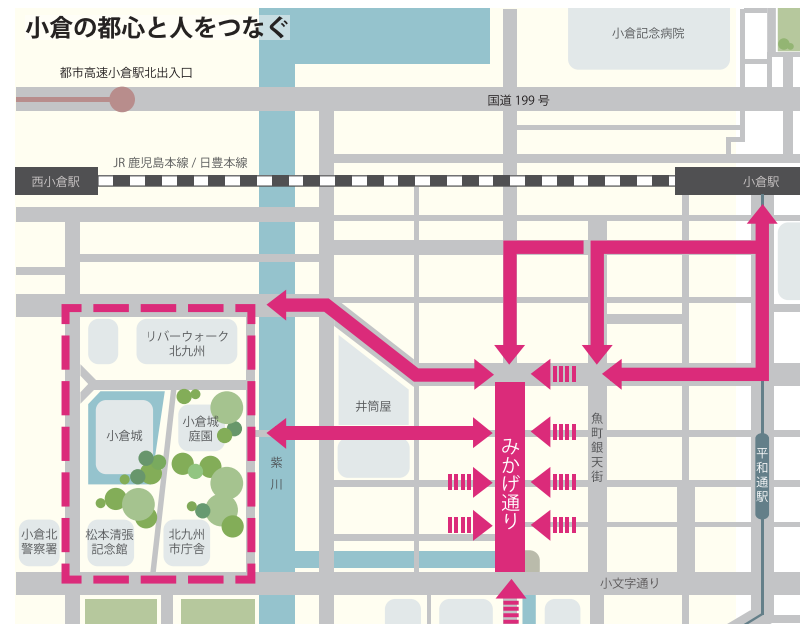 小倉の都心と人をつなぐ
小倉記念病院
都市高速小倉駅北出入口
国道 199 号
JR 鹿児島本線 / 日豊本線
西小倉駅
小倉駅
リバーウォーク
北九州
井筒屋
小倉城
小倉城
庭園
魚町銀天街
みかげ通り
平和通駅
紫川
小倉北
警察署
松本清張
記念館
北九州
市庁舎
小文字通り